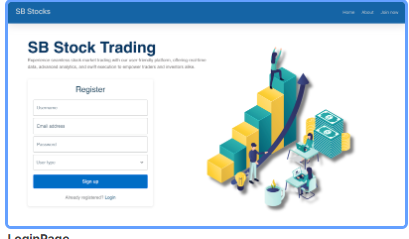 SB Stocks
Home About Join now
SB Stock Trading
Experience seamless stock market trading with our user-friendly platform, offering real-time
data, advanced analytics, and swift execution to empower traders and investors alike.
Register
Username
Email address
Password
User type
Sign up
Already registered? Login
LoginPage